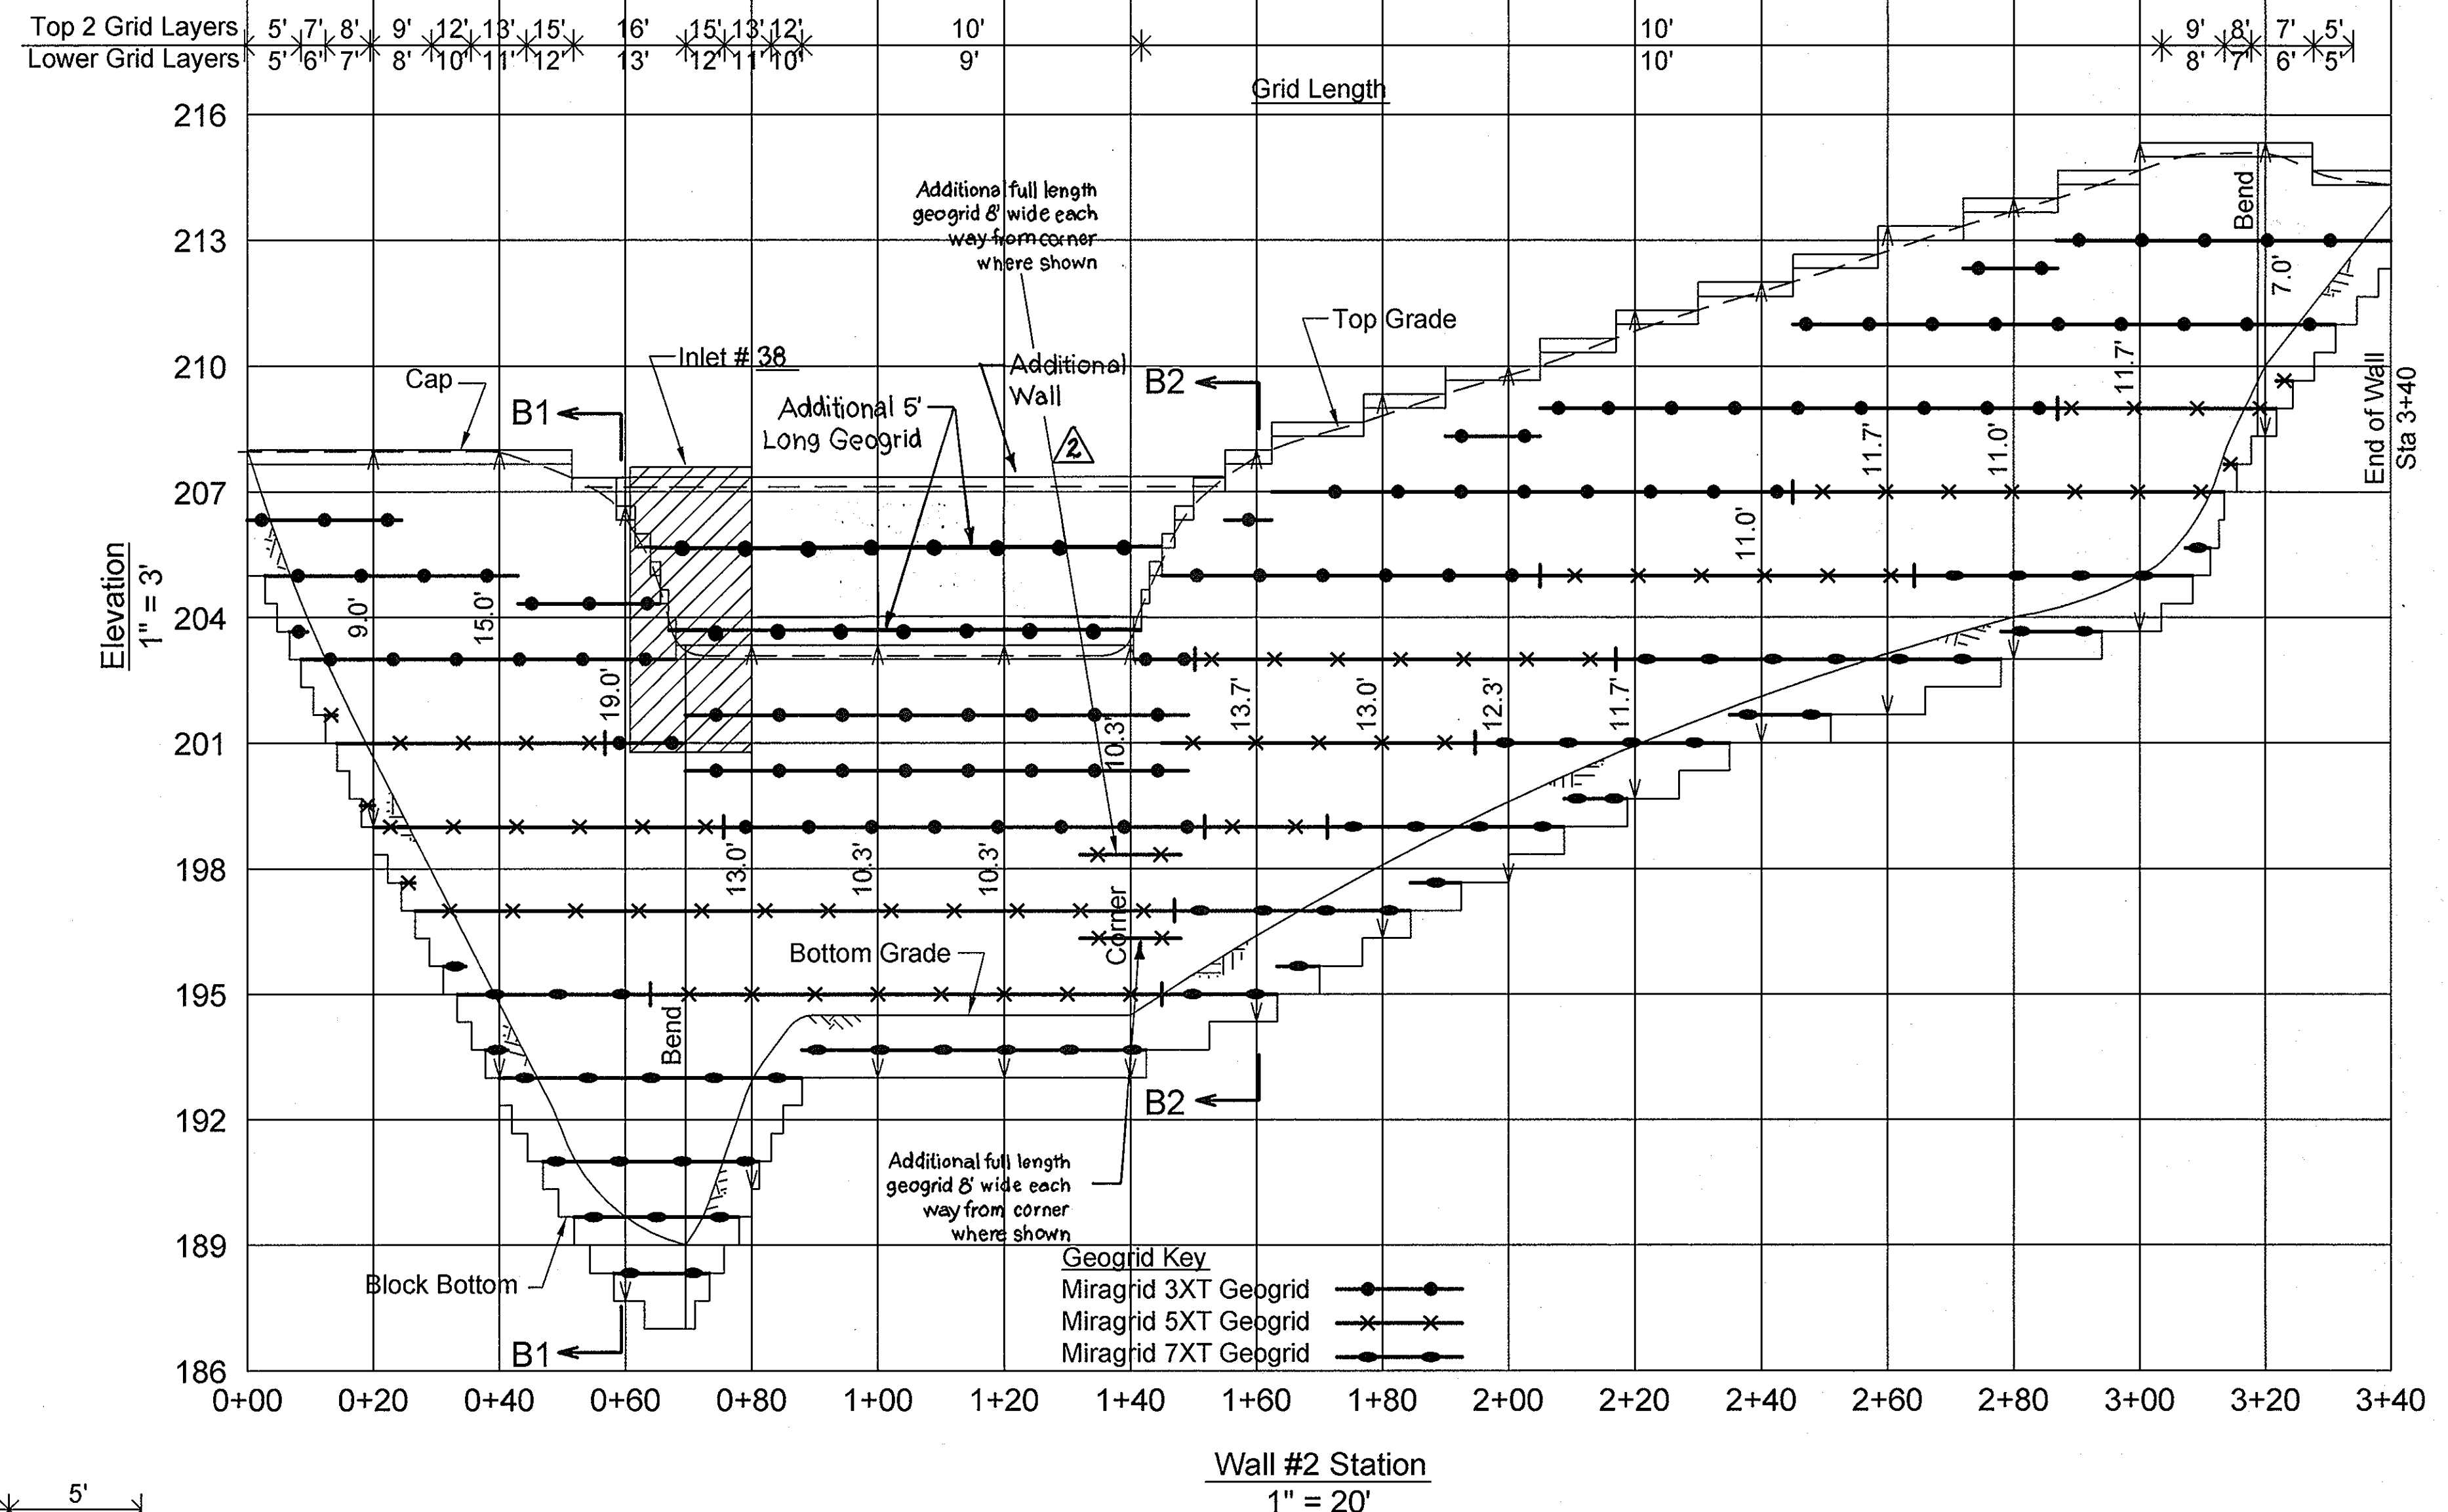 Top 2 Grid Layers 5' 7' 8' 9' 12' 13' 15' 16' 15' 13' 12' 10' 10' 9' 8' 7' 5'
Lower Grid Layers 5' 6' 7' 8' 10' 11' 12' 13' 12' 11' 10' 9' 10' 8' 7' 6' 5'
Grid Length
216
Additional full length
geogrid 8' wide each
way from corner
where shown
213
Bend
7.0'
Top Grade
Inlet # 38
210
Additional
Wall
Cap
B1
B2
Additional 5'
Long Geogrid
2
11.7'
11.7'
11.0'
End of Wall
Sta 3+40
207
11.0'
Elevation
1" = 3'
204
9.0'
15.0'
19.0'
13.7'
13.0'
12.3'
11.7'
10.3'
201
198
13.0'
10.3'
10.3'
Corner
Bottom Grade
195
Bend
B2
192
Additional full length
geogrid 8' wide each
way from corner
where shown
189
Block Bottom
B1
Geogrid Key
Miragrid 3XT Geogrid
Miragrid 5XT Geogrid
Miragrid 7XT Geogrid
186
0+00 0+20 0+40 0+60 0+80 1+00 1+20 1+40 1+60 1+80 2+00 2+20 2+40 2+60 2+80 3+00 3+20 3+40
Wall #2 Station
1" = 20'
5'